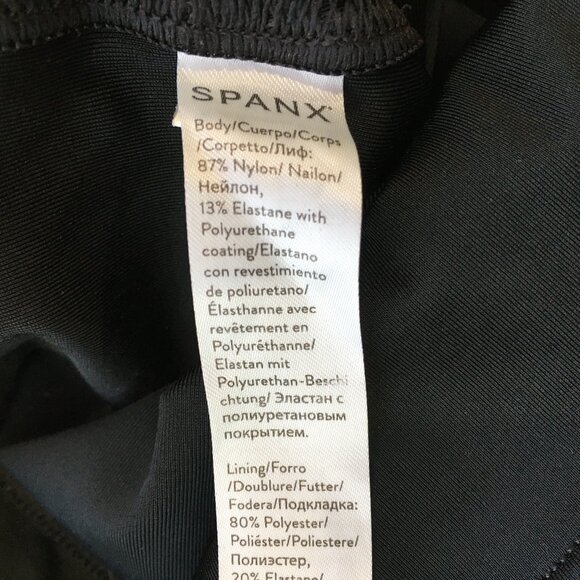 SPANX
Body/Cuerpo/Corps
/Corpetto/Лиф:
87% Nylon/ Nailon/
Нейлон,
13% Elastane with
Polyurethane
coating/Elastano
con revestimiento
de poliuretano/
Élasthanne avec
revêtement en
Polyuréthanne/
Elastan mit
Polyurethan-Beschi
chtung/ Эластан с
полиуретановым
покрытием.
Lining/Forro
/Doublure/Futter/
Fodera/Подкладка:
80% Polyester/
Poliéster/Poliestere/
Полиэстер,
20% Elastane/